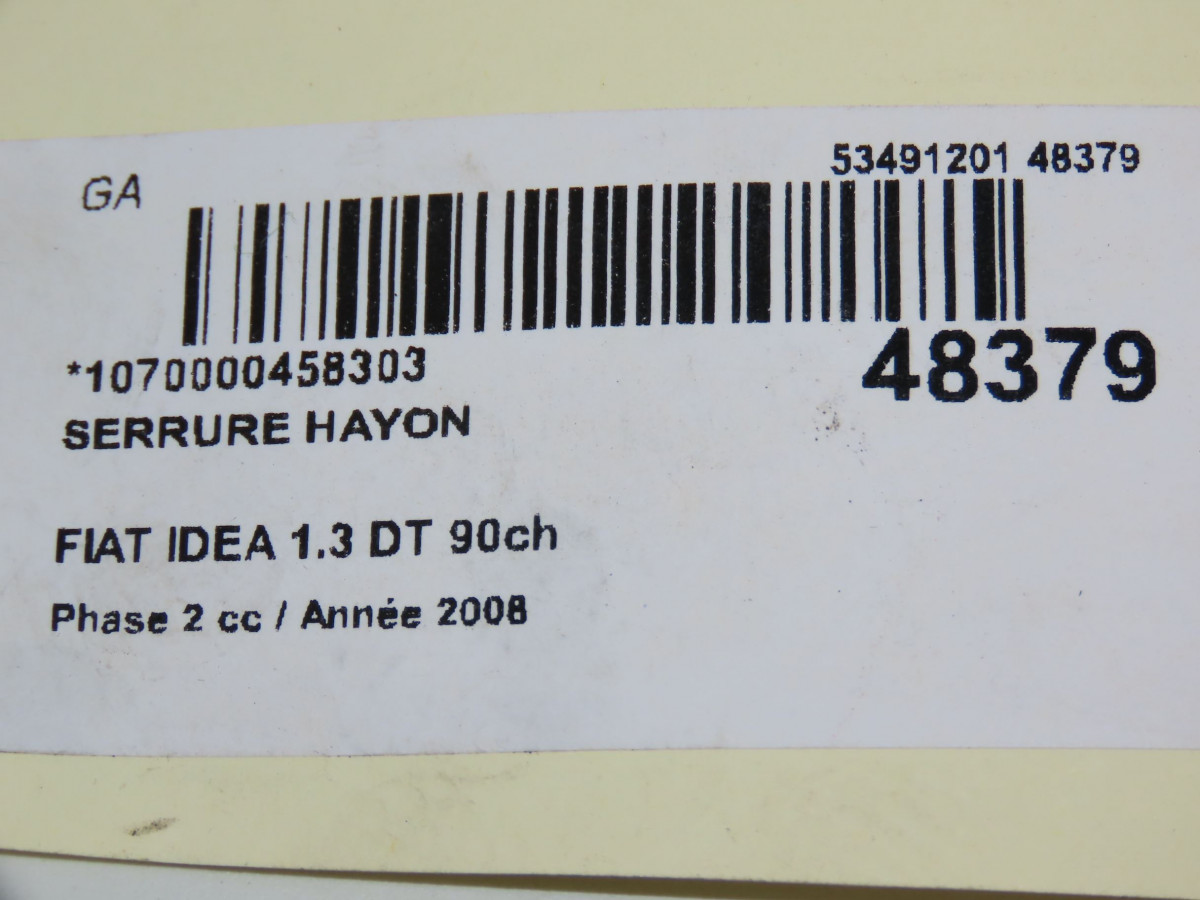 GA
53491201 48379
*1070000458303
48379
SERRURE HAYON
FIAT IDEA 1.3 DT 90ch
Phase 2 cc / Année 2008